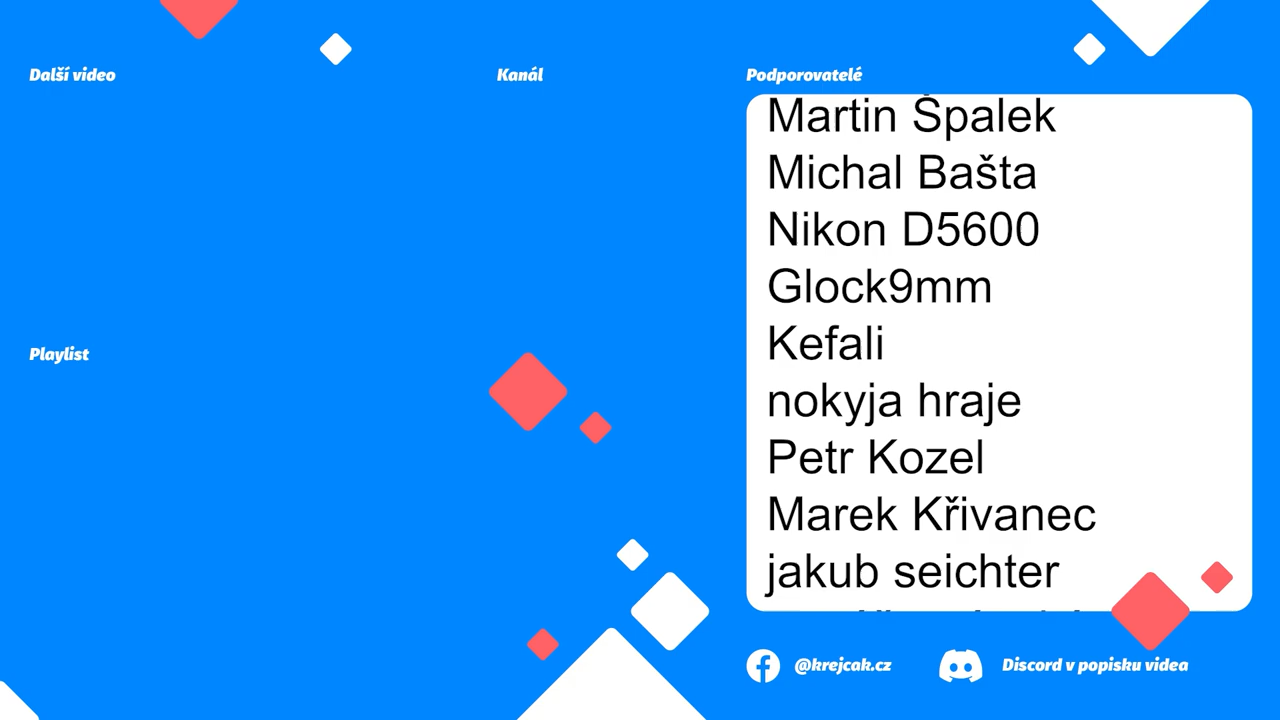 Další video
Kanál
Podporovatelé
Martin Špalek
Michal Bašta
Nikon D5600
Glock9mm
Kefali
nokyja hraje
Petr Kozel
Marek Křivanec
jakub seichter
Playlist
@krejcak.cz
Discord v popisku videa